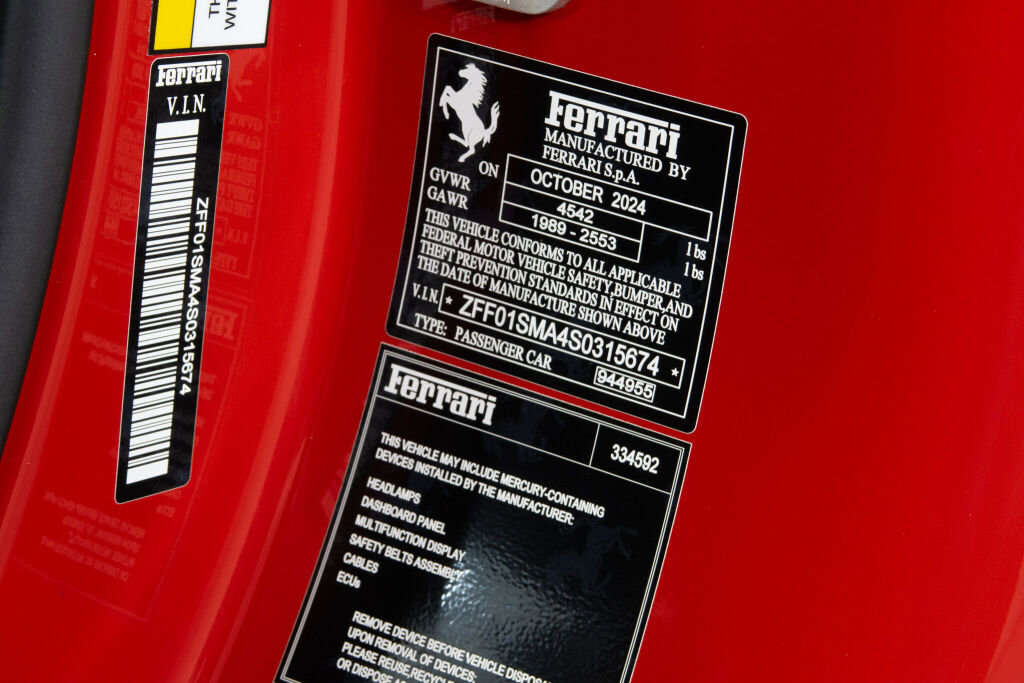 TH
WIT
Ferrari
V.I.N.
ZFF01SMA4S0315674
Ferrari
MANUFACTURED BY
FERRARI S.p.A.
ON OCTOBER 2024
GVWR 4542 lbs
GAWR 1989 - 2553 lbs
THIS VEHICLE CONFORMS TO ALL APPLICABLE
FEDERAL MOTOR VEHICLE SAFETY,BUMPER,AND
THEFT PREVENTION STANDARDS IN EFFECT ON
THE DATE OF MANUFACTURE SHOWN ABOVE
V.I.N. * ZFF01SMA4S0315674 *
TYPE: PASSENGER CAR 944955
Ferrari
334592
THIS VEHICLE MAY INCLUDE MERCURY-CONTAINING
DEVICES INSTALLED BY THE MANUFACTURER:
HEADLAMPS
DASHBOARD PANEL
MULTIFUNCTION DISPLAY
SAFETY BELTS ASSEMBLY
CABLES
ECUs
REMOVE DEVICE BEFORE VEHICLE DISPOSA
UPON REMOVAL OF DEVICES:
PLEASE REUSE,RECYCLE
OR DISPOSE AS